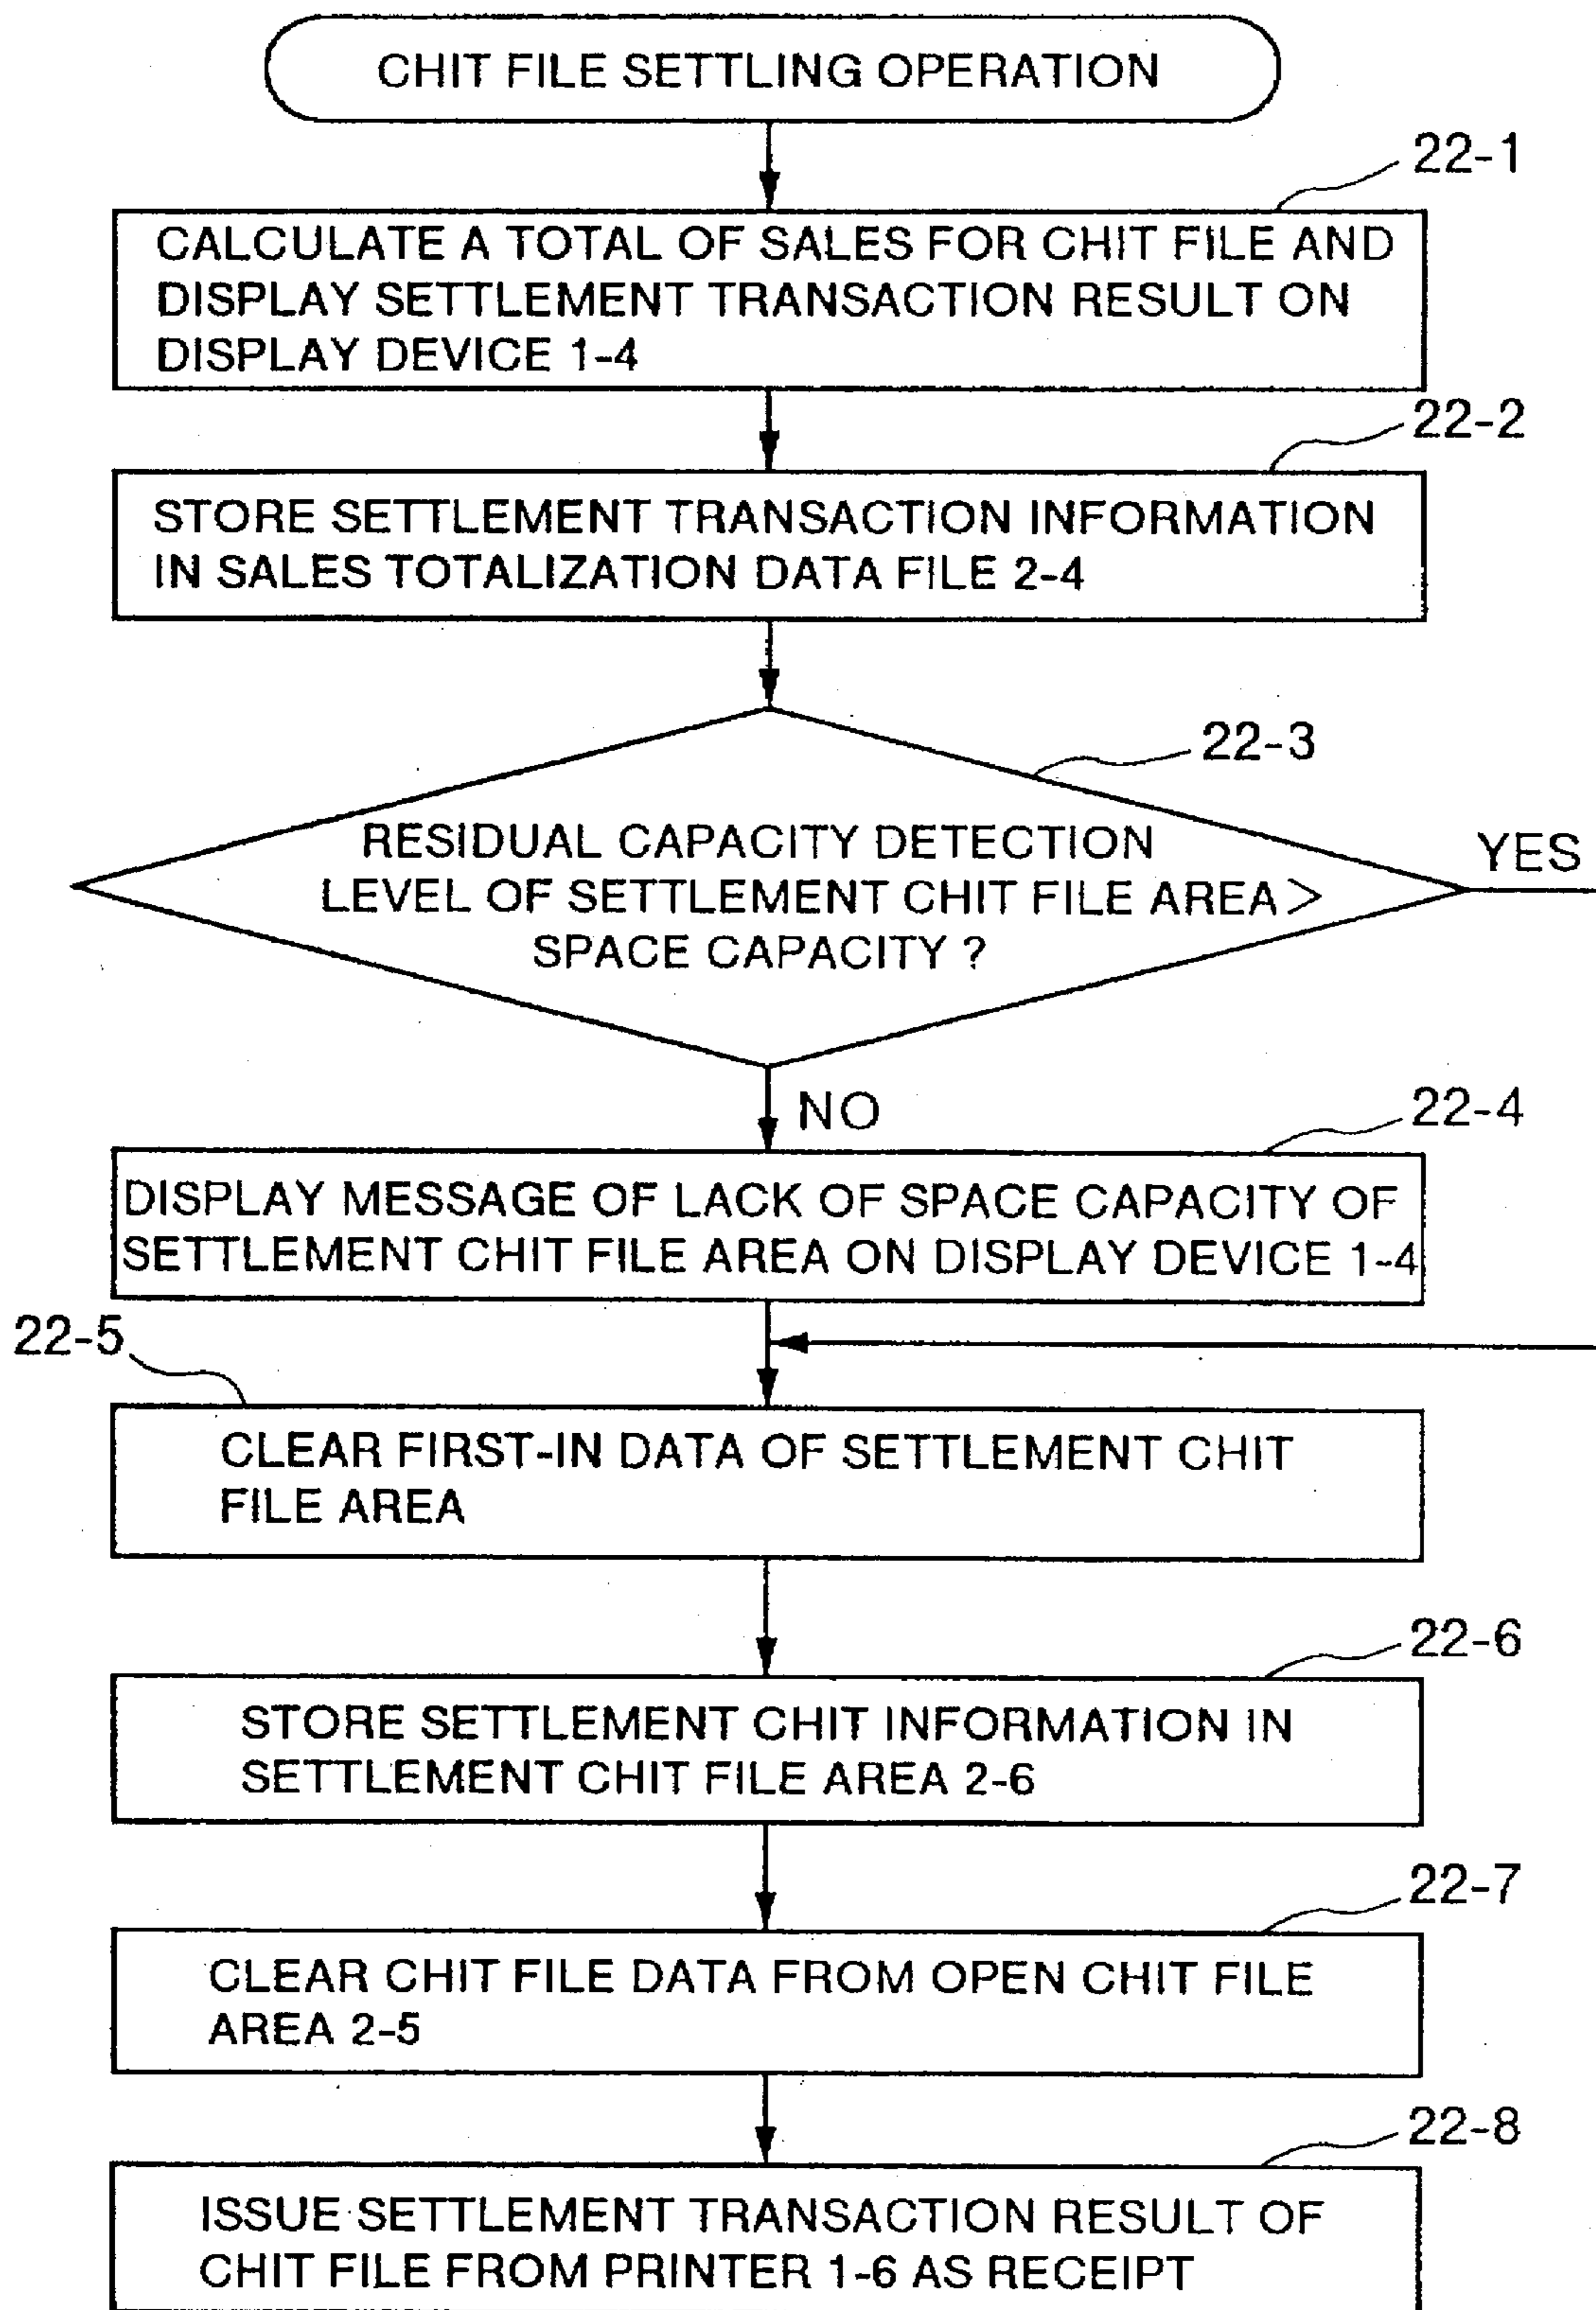 CHIT FILE SETTLING OPERATION
22-1
CALCULATE A TOTAL OF SALES FOR CHIT FILE AND
DISPLAY SETTLEMENT TRANSACTION RESULT ON
DISPLAY DEVICE 1-4
22-2
STORE SETTLEMENT TRANSACTION INFORMATION
IN SALES TOTALIZATION DATA FILE 2-4
22-3
RESIDUAL CAPACITY DETECTION
LEVEL OF SETTLEMENT CHIT FILE AREA >
SPACE CAPACITY ?
YES
NO
22-4
DISPLAY MESSAGE OF LACK OF SPACE CAPACITY OF
SETTLEMENT CHIT FILE AREA ON DISPLAY DEVICE 1-4
22-5
CLEAR FIRST-IN DATA OF SETTLEMENT CHIT
FILE AREA
22-6
STORE SETTLEMENT CHIT INFORMATION IN
SETTLEMENT CHIT FILE AREA 2-6
22-7
CLEAR CHIT FILE DATA FROM OPEN CHIT FILE
AREA 2-5
22-8
ISSUE SETTLEMENT TRANSACTION RESULT OF
CHIT FILE FROM PRINTER 1-6 AS RECEIPT